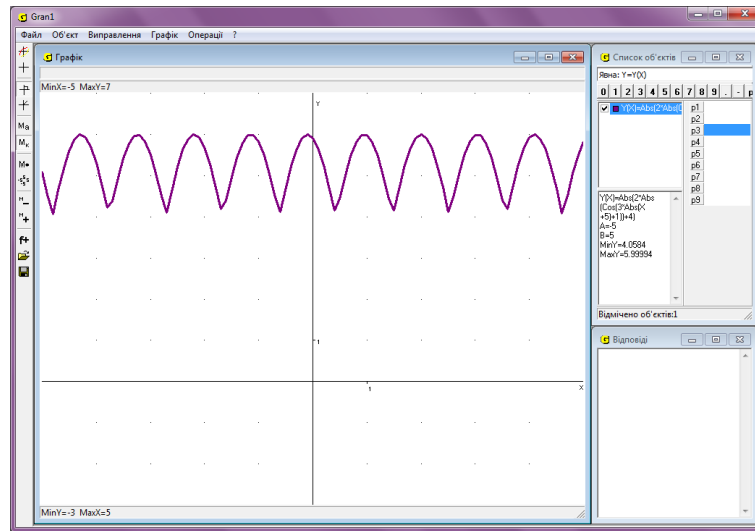 Gran1
Файл Об'єкт Виправлення Графік Операції ?
Графік
MinX=-5 MaxY=7
Y
1
1
X
MinY=-3 MaxX=5
Ma
Mк
M
M
f+
Список об'єктів
Явна: Y=Y(X)
0 1 2 3 4 5 6 7 8 9 . - p
Y(X)=Abs(2*Abs(C
p1
p2
p3
p4
p5
p6
p7
p8
p9
Y(X)=Abs(2*Abs
(Cos(3*Abs(X
+5)+1))+4)
A=-5
B=5
MinY=4.0584
MaxY=5.99994
Відмічено об'єктів:1
Відповіді